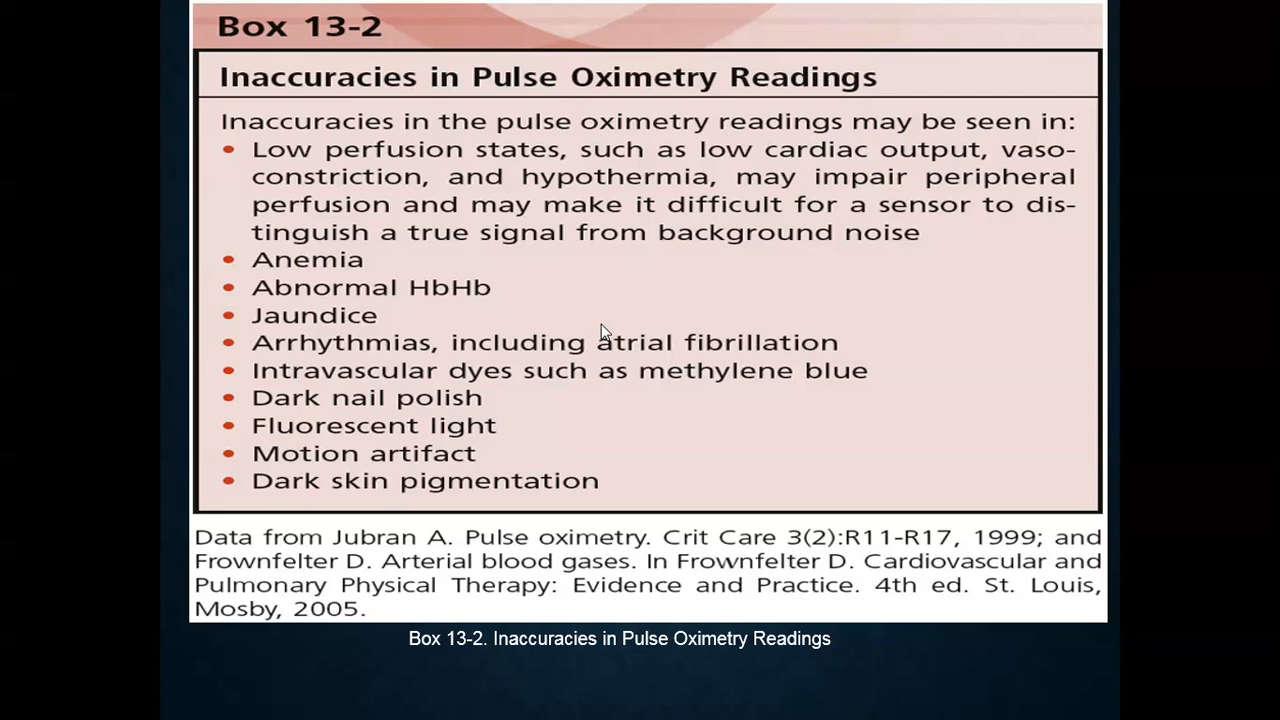 Box 13-2
Inaccuracies in Pulse Oximetry Readings
Inaccuracies in the pulse oximetry readings may be seen in:
• Low perfusion states, such as low cardiac output, vaso-
constriction, and hypothermia, may impair peripheral
perfusion and may make it difficult for a sensor to dis-
tinguish a true signal from background noise
• Anemia
• Abnormal HbHb
• Jaundice
• Arrhythmias, including atrial fibrillation
• Intravascular dyes such as methylene blue
• Dark nail polish
• Fluorescent light
• Motion artifact
• Dark skin pigmentation
Data from Jubran A. Pulse oximetry. Crit Care 3(2):R11-R17, 1999; and
Frownfelter D. Arterial blood gases. In Frownfelter D. Cardiovascular and
Pulmonary Physical Therapy: Evidence and Practice. 4th ed. St. Louis,
Mosby, 2005.
Box 13-2. Inaccuracies in Pulse Oximetry Readings